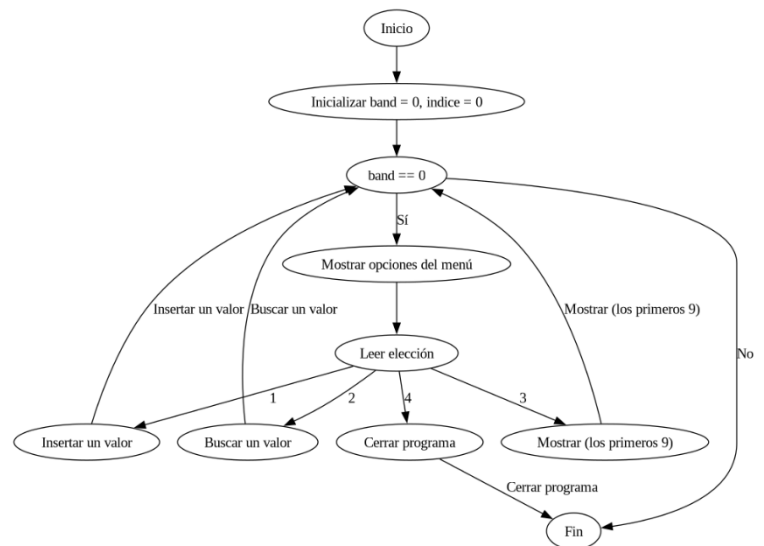 Inicio
Inicializar band = 0, indice = 0
band == 0
Sí
Mostrar opciones del menú
Insertar un valor
Buscar un valor
Mostrar (los primeros 9)
No
Leer elección
1
2
4
3
Insertar un valor
Buscar un valor
Cerrar programa
Mostrar (los primeros 9)
Cerrar programa
Fin